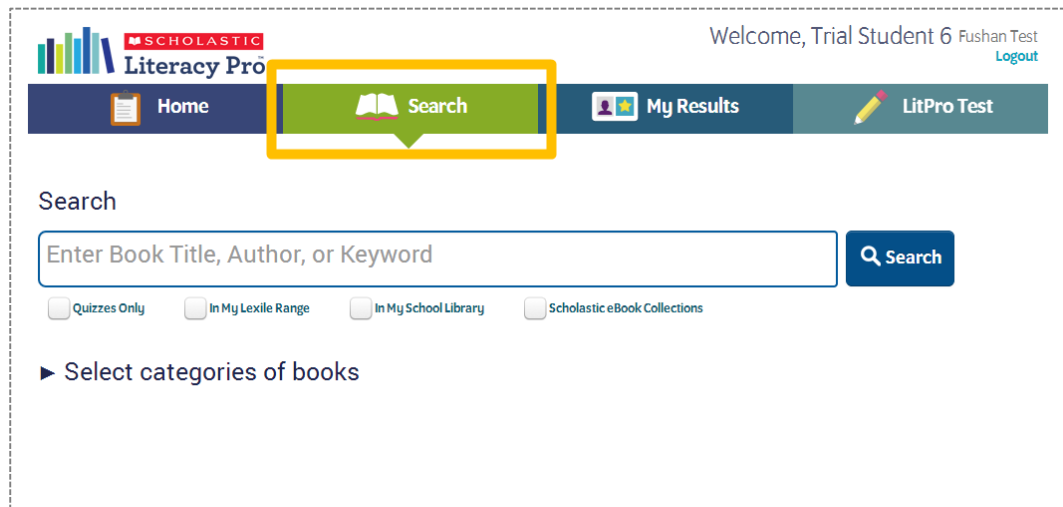 SCHOLASTIC
Literacy Pro™
Welcome, Trial Student 6 Fushan Test
Logout
Home Search My Results LitPro Test
Search
Enter Book Title, Author, or Keyword Search
Quizzes Only In My Lexile Range In My School Library Scholastic eBook Collections
► Select categories of books